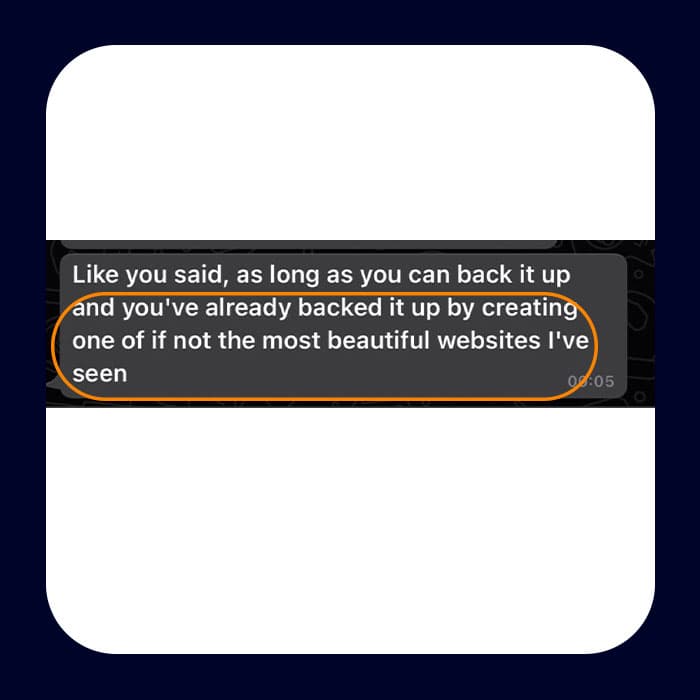 Like you said, as long as you can back it up
and you've already backed it up by creating
one of if not the most beautiful websites I've
seen
00:05